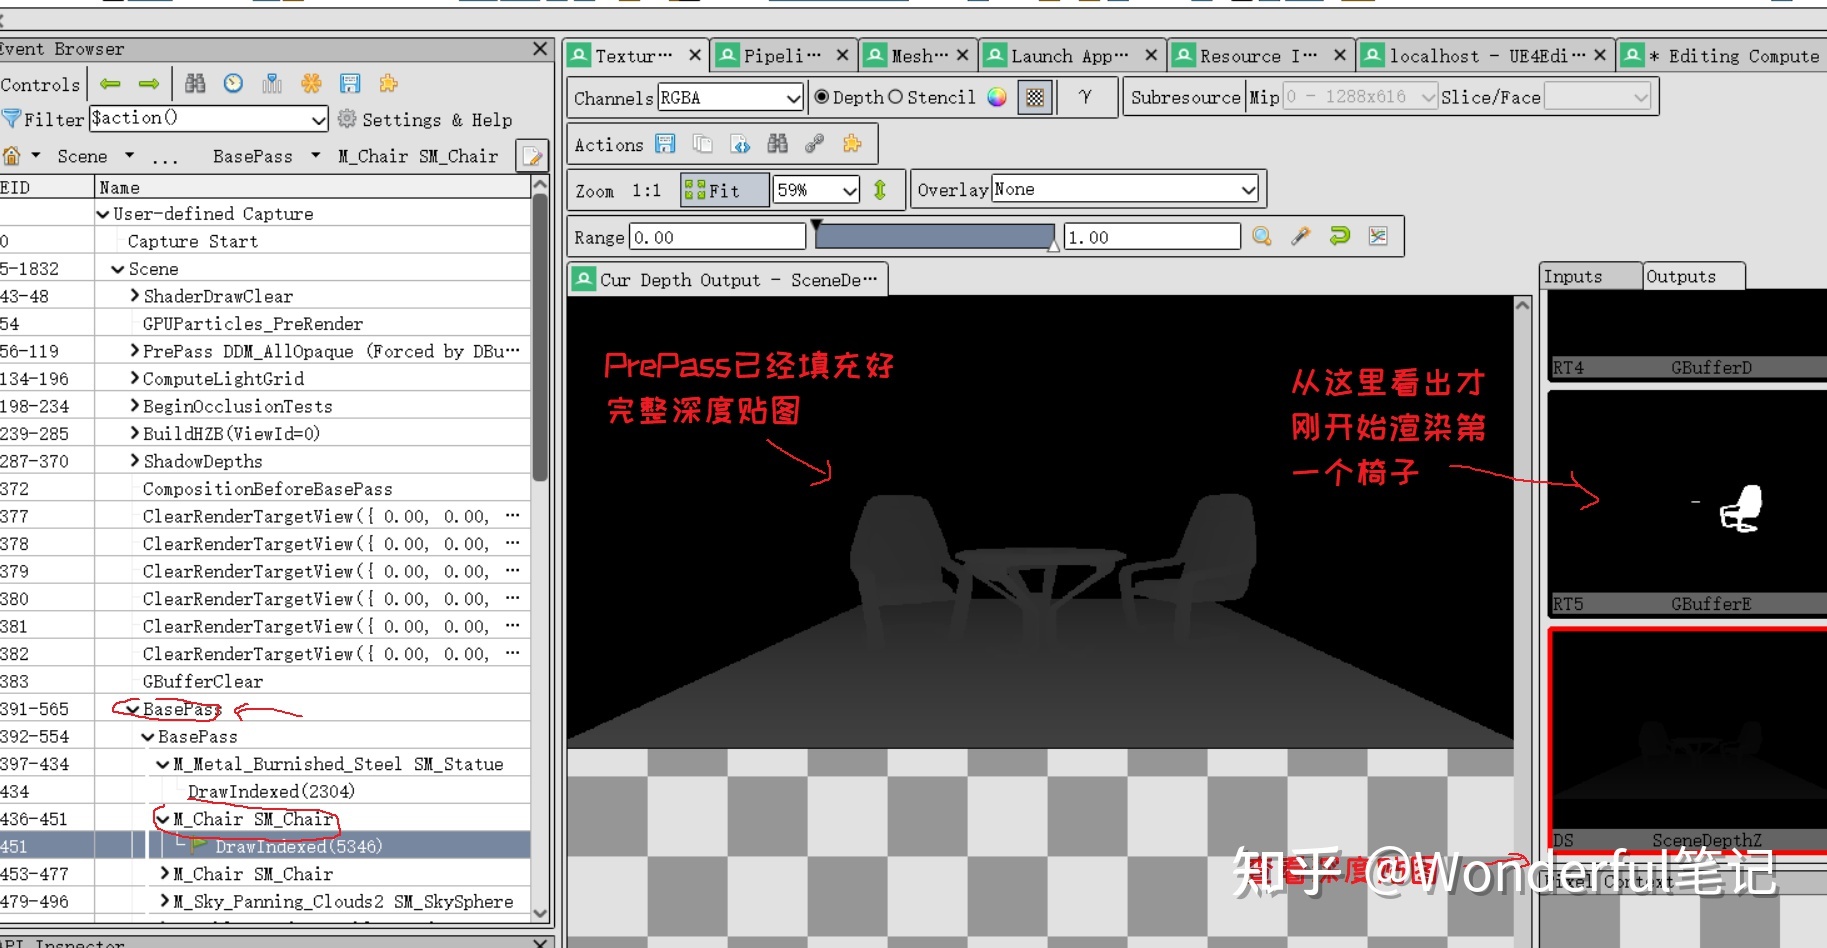 Event Browser
Controls
Filter $action() Settings & Help
Scene ... BasePass M_Chair SM_Chair
EID Name
User-defined Capture
0 Capture Start
5-1832 Scene
43-48 ShaderDrawClear
54 GPUParticles_PreRender
56-119 PrePass DDM_AllOpaque (Forced by DBu···
134-196 ComputeLightGrid
198-234 BeginOcclusionTests
239-285 BuildHZB(ViewId=0)
287-370 ShadowDepths
372 CompositionBeforeBasePass
377 ClearRenderTargetView({ 0.00, 0.00, ···
378 ClearRenderTargetView({ 0.00, 0.00, ···
379 ClearRenderTargetView({ 0.00, 0.00, ···
380 ClearRenderTargetView({ 0.00, 0.00, ···
381 ClearRenderTargetView({ 0.00, 0.00, ···
382 ClearRenderTargetView({ 0.00, 0.00, ···
383 GBufferClear
391-565 BasePass
392-554 BasePass
397-434 M_Metal_Burnished_Steel SM_Statue
434 DrawIndexed(2304)
436-451 M_Chair SM_Chair
451 DrawIndexed(5346)
453-477 M_Chair SM_Chair
479-496 M_Sky_Panning_Clouds2 SM_SkySphere
API Inspector
Textur··· Pipeli··· Mesh··· Launch App··· Resource I··· localhost - UE4Edi··· * Editing Compute
Channels RGBA Depth Stencil γ Subresource Mip 0 - 1288x616 Slice/Face
Actions
Zoom 1:1 Fit 59% Overlay None
Range 0.00 1.00
Cur Depth Output - SceneDe···
PrePass已经填充好
完整深度贴图
从这里看出才
刚开始渲染第
一个椅子
Inputs Outputs
RT4 GBufferD
RT5 GBufferE
DS SceneDepthZ
查看深度贴图
Pixel Context
知乎 @Wonderful笔记